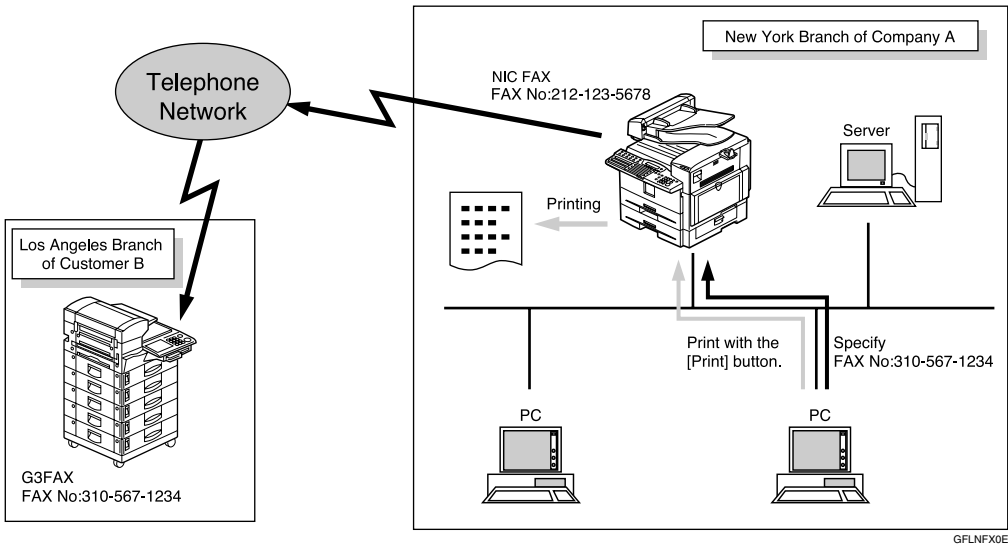 New York Branch of Company A
Telephone
Network
NIC FAX
FAX No:212-123-5678
Server
Printing
Los Angeles Branch
of Customer B
Print with the
[Print] button.
Specify
FAX No:310-567-1234
PC
PC
G3FAX
FAX No:310-567-1234
GFLNFX0E